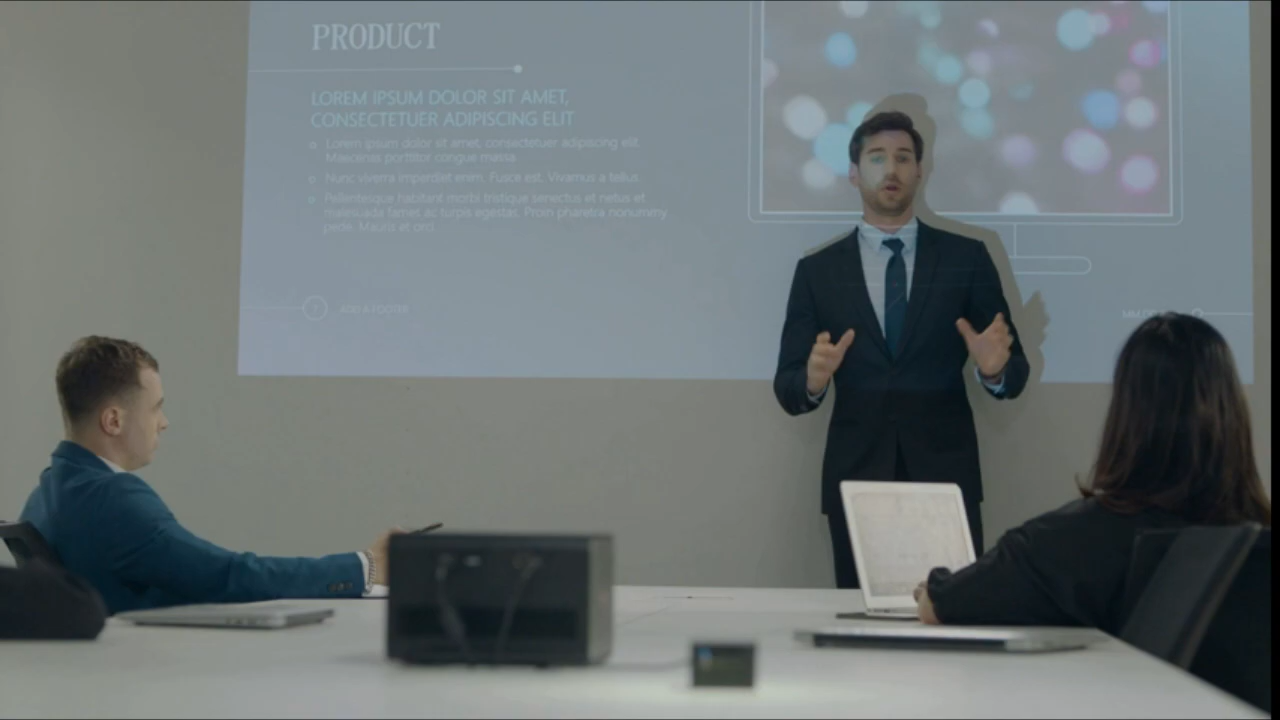 PRODUCT
LOREM IPSUM DOLOR SIT AMET,
CONSECTETUER ADIPISCING ELIT
Lorem ipsum dolor sit amet, consectetuer adipiscing elit.
Maecenas porttitor congue massa.
Nunc viverra imperdiet enim. Fusce est. Vivamus a tellus.
Pellentesque habitant morbi tristique senectus et netus et
malesuada fames ac turpis egestas. Proin pharetra nonummy
pede. Mauris et orci.
ADD A FOOTER